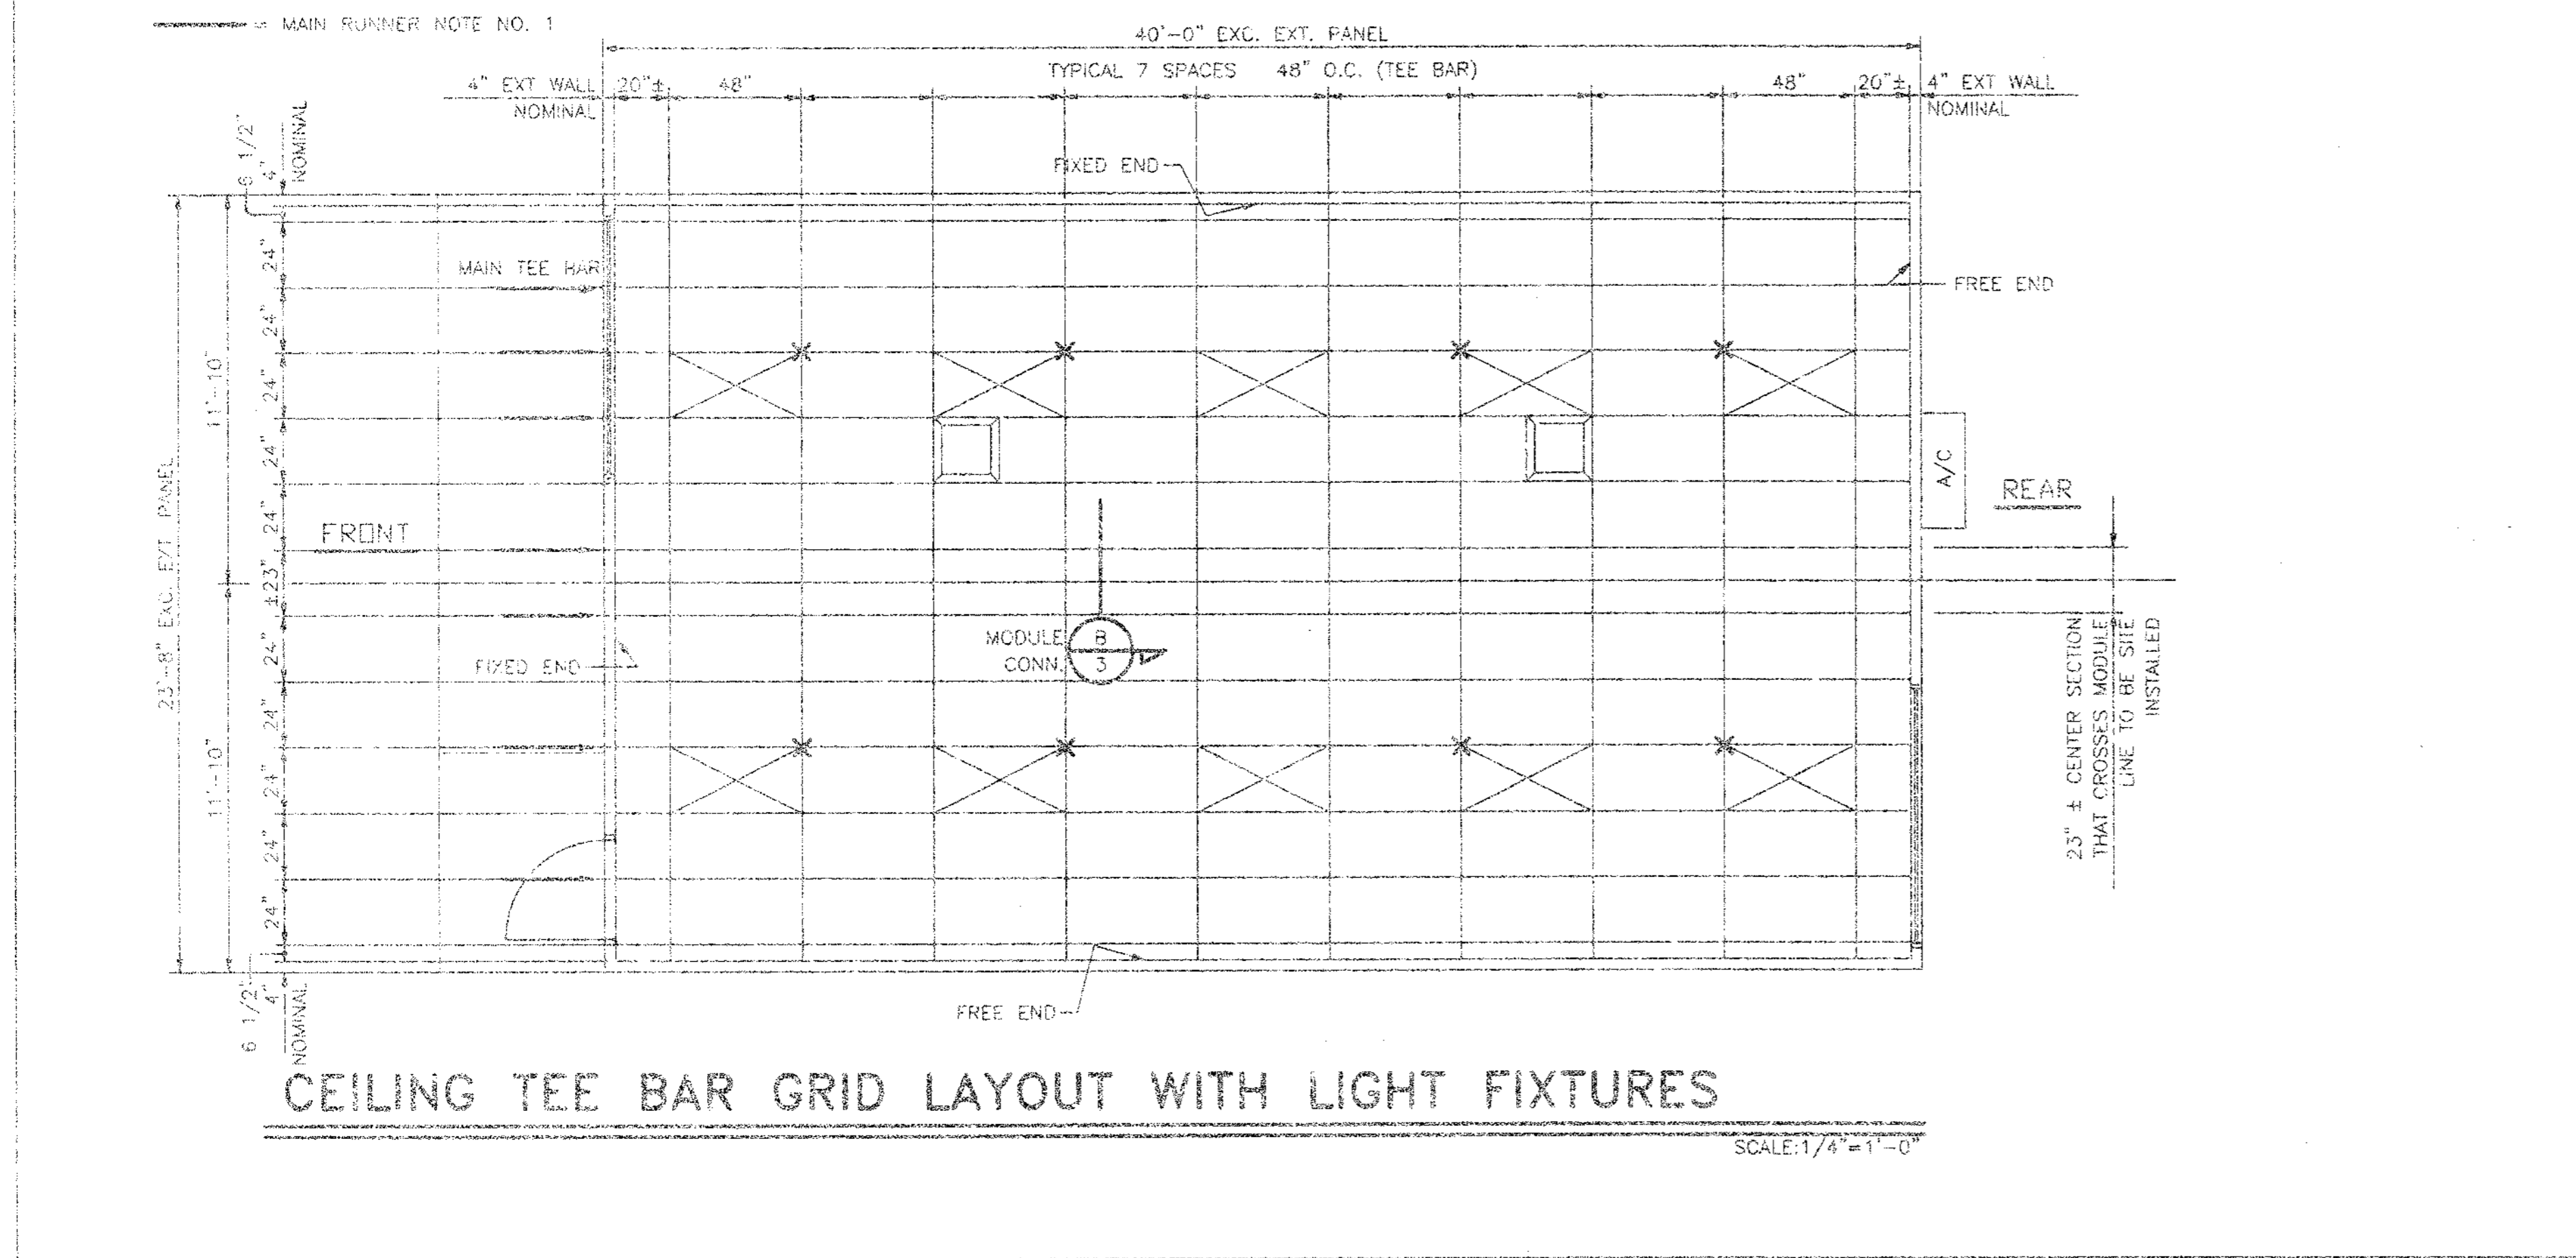 = MAIN RUNNER NOTE NO. 1
40'-0" EXC. EXT. PANEL
TYPICAL 7 SPACES 48" O.C. (TEE BAR)
4" EXT WALL
NOMINAL
20"±
48"
48"
20"±
4" EXT WALL
NOMINAL
6 1/2"
4"
NOMINAL
FIXED END
MAIN TEE BAR
FREE END
24"
24"
24"
24"
24"
±23"
24"
24"
24"
24"
24"
11'-10"
11'-10"
23'-8" EXC. EXT PANEL
FRONT
A/C
REAR
MODULE
CONN.
B
3
FIXED END
23" ± CENTER SECTION
THAT CROSSES MODULE
LINE TO BE SITE
INSTALLED
6 1/2"
4"
NOMINAL
FREE END
CEILING TEE BAR GRID LAYOUT WITH LIGHT FIXTURES
SCALE:1/4"=1'-0"